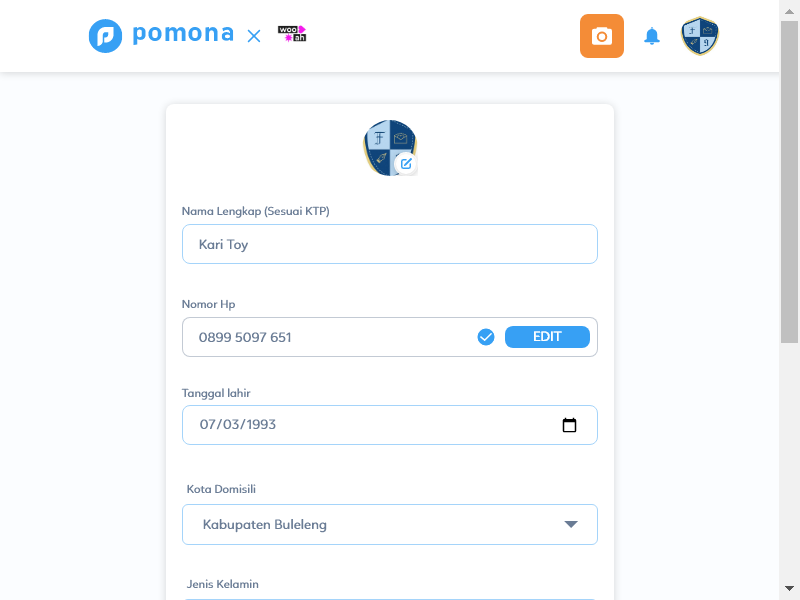 pomona
woo
ah
Nama Lengkap (Sesuai KTP)
Kari Toy
Nomor Hp
0899 5097 651
EDIT
Tanggal lahir
07/03/1993
Kota Domisili
Kabupaten Buleleng
Jenis Kelamin